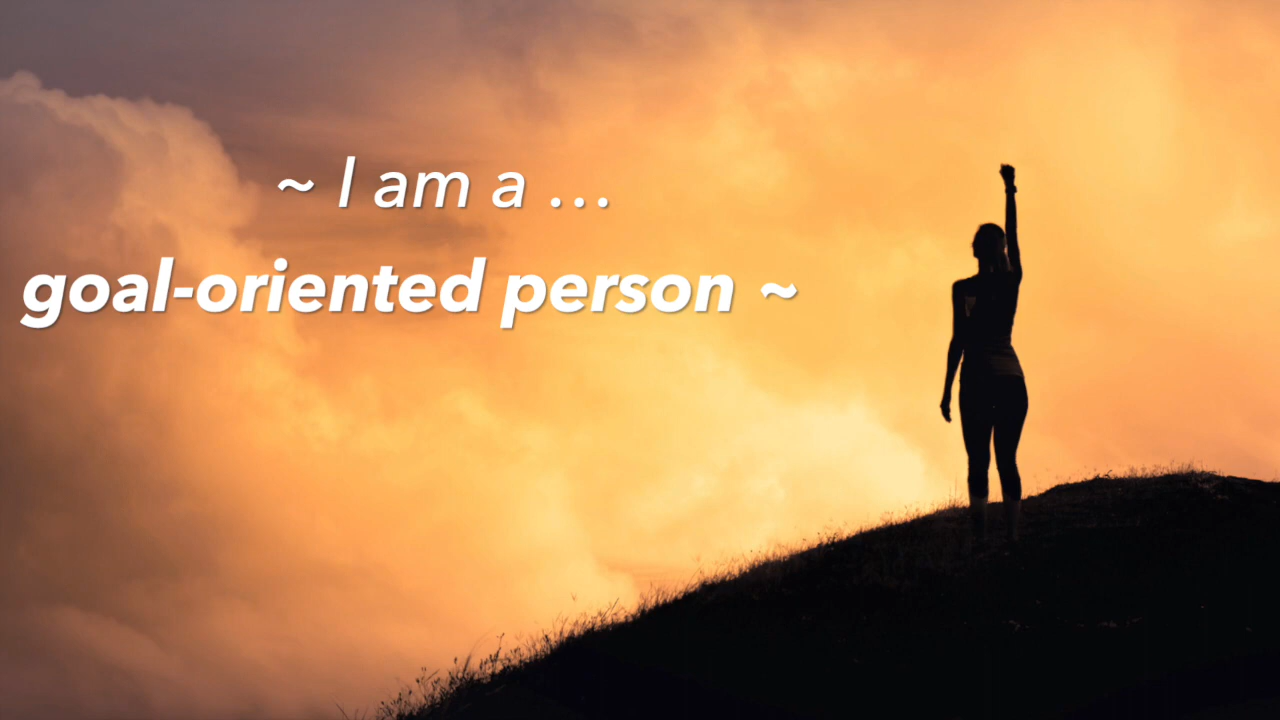 ~ I am a …
goal-oriented person ~